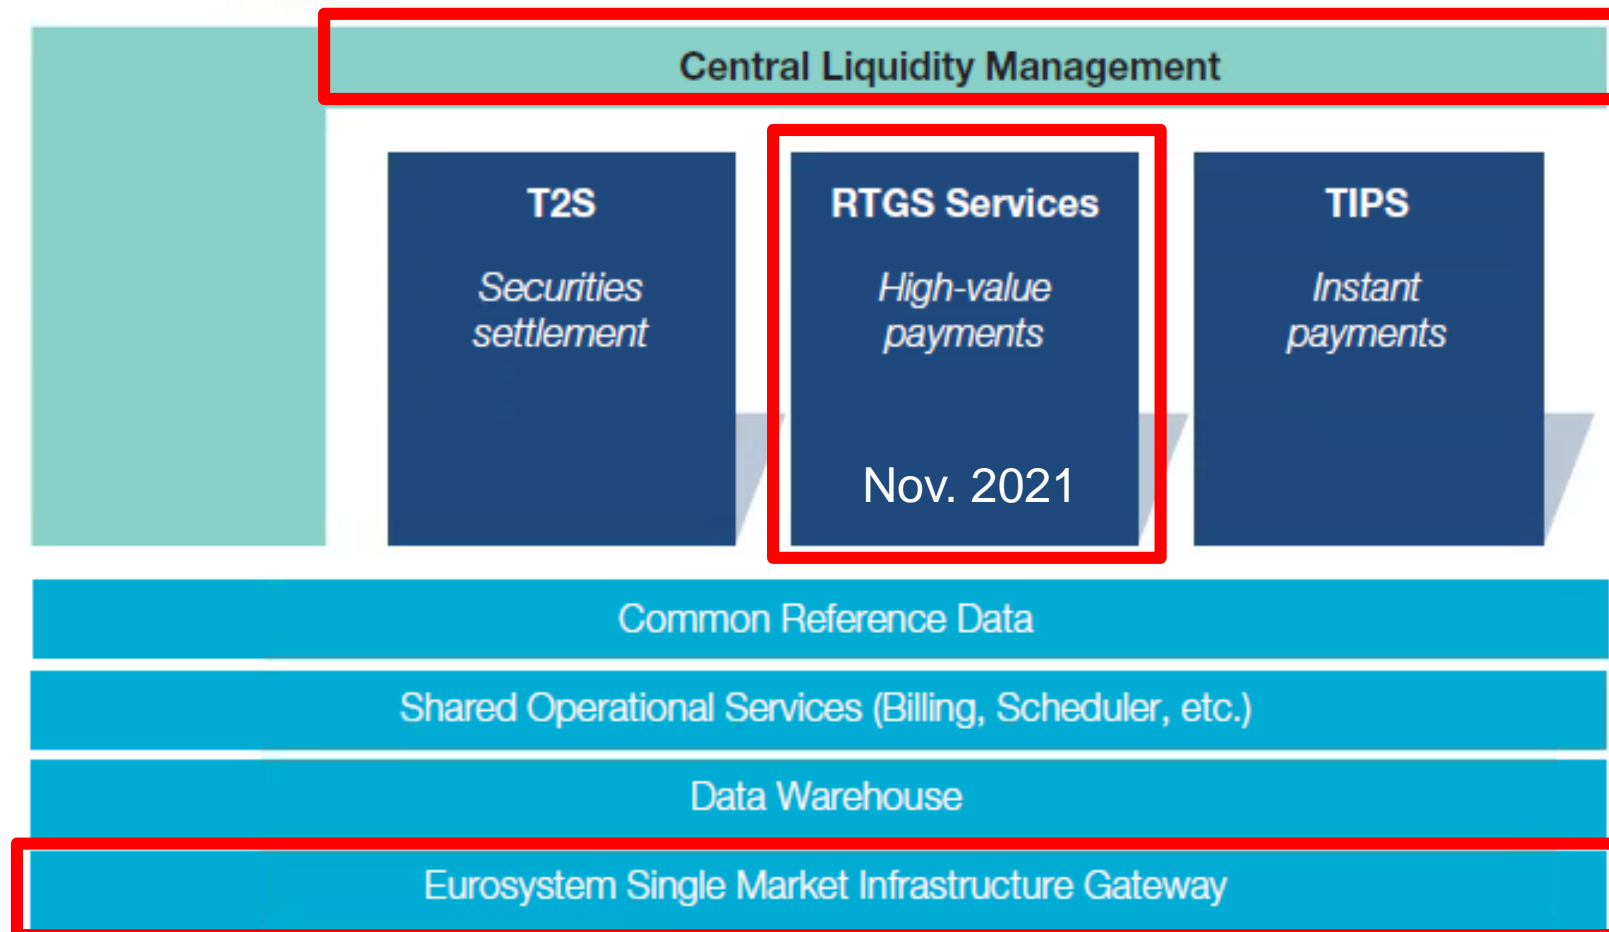 Central Liquidity Management
T2S
Securities
settlement
RTGS Services
High-value
payments
Nov. 2021
TIPS
Instant
payments
Common Reference Data
Shared Operational Services (Billing, Scheduler, etc.)
Data Warehouse
Eurosystem Single Market Infrastructure Gateway